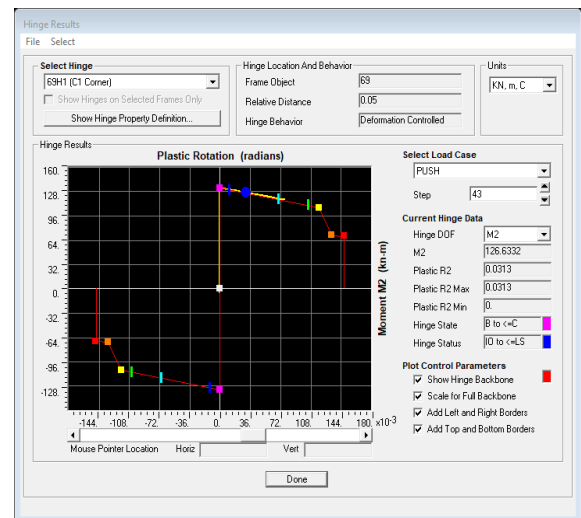 Hinge Results
File Select
Select Hinge
69H1 (C1 Corner)
Show Hinges on Selected Frames Only
Show Hinge Property Definition...
Hinge Location And Behavior
Frame Object 69
Relative Distance 0.05
Hinge Behavior Deformation Controlled
Units
KN, m, C
Hinge Results
Plastic Rotation (radians)
160.
128.
96.
64.
32.
0.
-32.
-64.
-96.
-128.
-144. -108. -72. -36. 0. 36. 72. 108. 144. 180. x10-3
Moment M2 (kn-m)
Mouse Pointer Location Horiz Vert
Select Load Case
PUSH
Step 43
Current Hinge Data
Hinge DOF M2
M2 126.6332
Plastic R2 0.0313
Plastic R2 Max 0.0313
Plastic R2 Min 0.
Hinge State B to <=C
Hinge Status IO to <=LS
Plot Control Parameters
Show Hinge Backbone
Scale for Full Backbone
Add Left and Right Borders
Add Top and Bottom Borders
Done